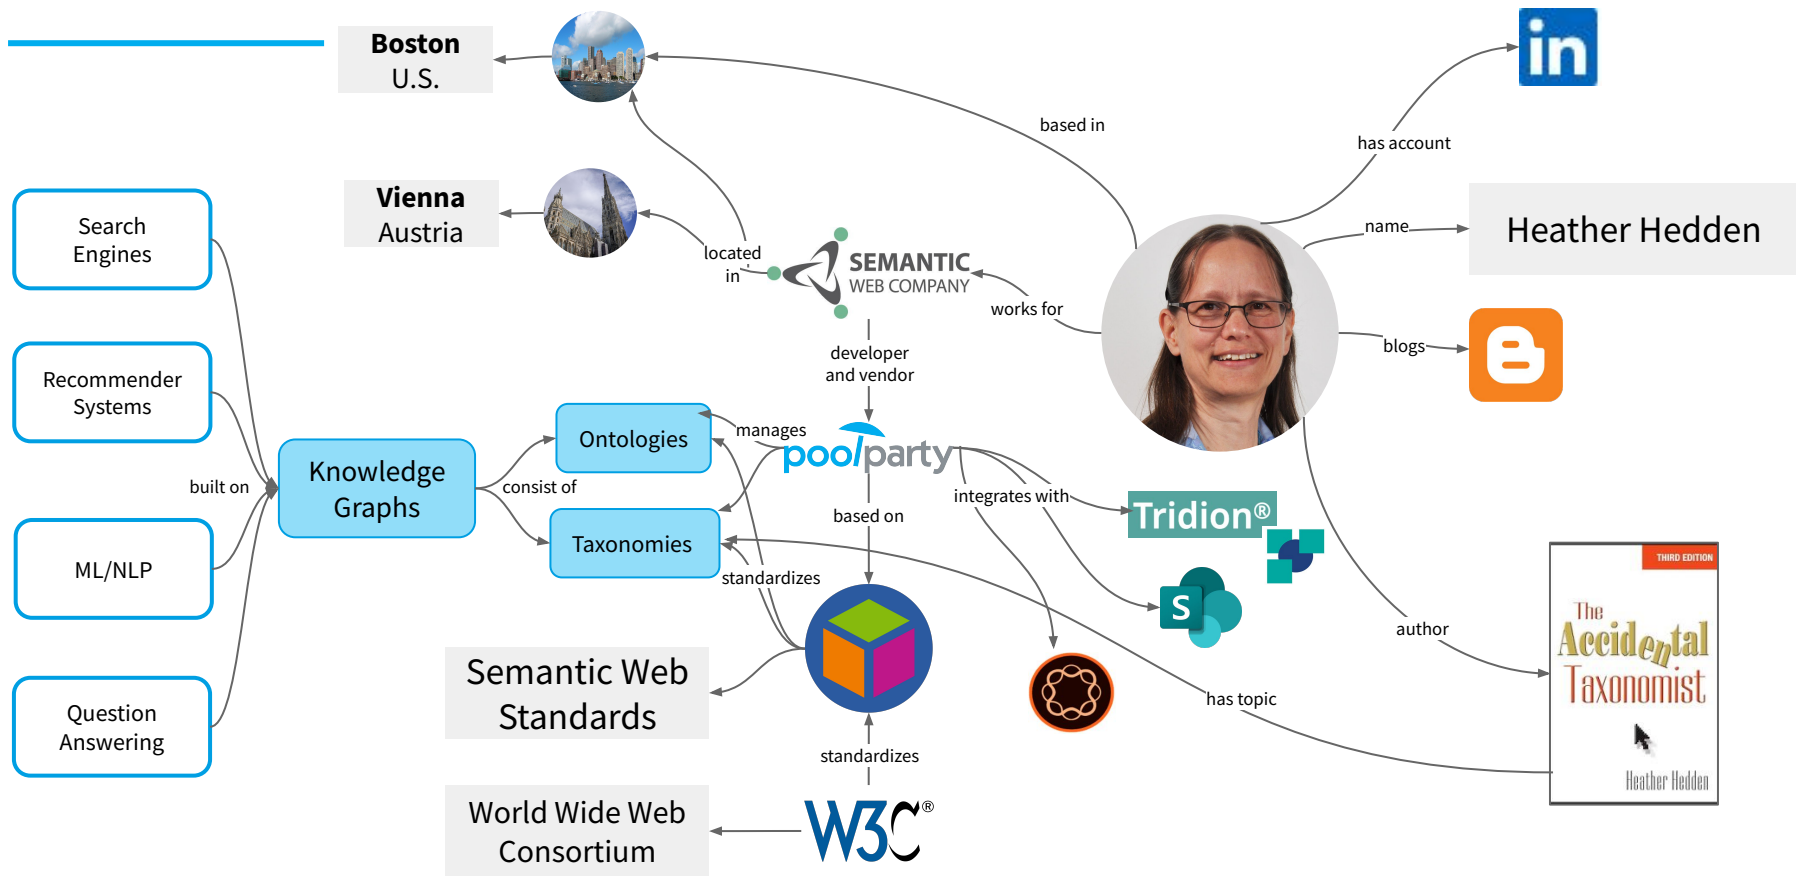 Boston
U.S.
based in
in
has account
Vienna
Austria
name
Heather Hedden
Search
Engines
located
in
SEMANTIC
WEB COMPANY
works for
blogs
developer
and vendor
Recommender
Systems
Ontologies
manages
poolparty
Knowledge
Graphs
built on
consist of
integrates with
based on
Tridion®
Taxonomies
ML/NLP
standardizes
S
THIRD EDITION
The
Accidental
Taxonomist
Heather Hedden
author
has topic
Semantic Web
Standards
Question
Answering
standardizes
World Wide Web
Consortium
W3C®